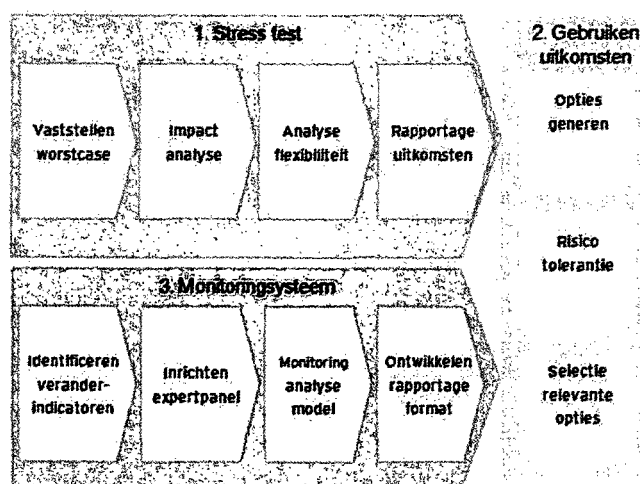 1. Stress test
Vaststellen
worstcase
Impact
analyse
Analyse
flexibiliteit
Rapportage
uitkomsten
2. Gebruiken
uitkomsten
Opties
generen
Risico
tolerantie
Selectie
relevante
opties
3. Monitoringsysteem
Identificeren
verander-
indicatoren
Inrichten
expertpanel
Monitoring
analyse
model
Ontwikkelen
rapportage
format